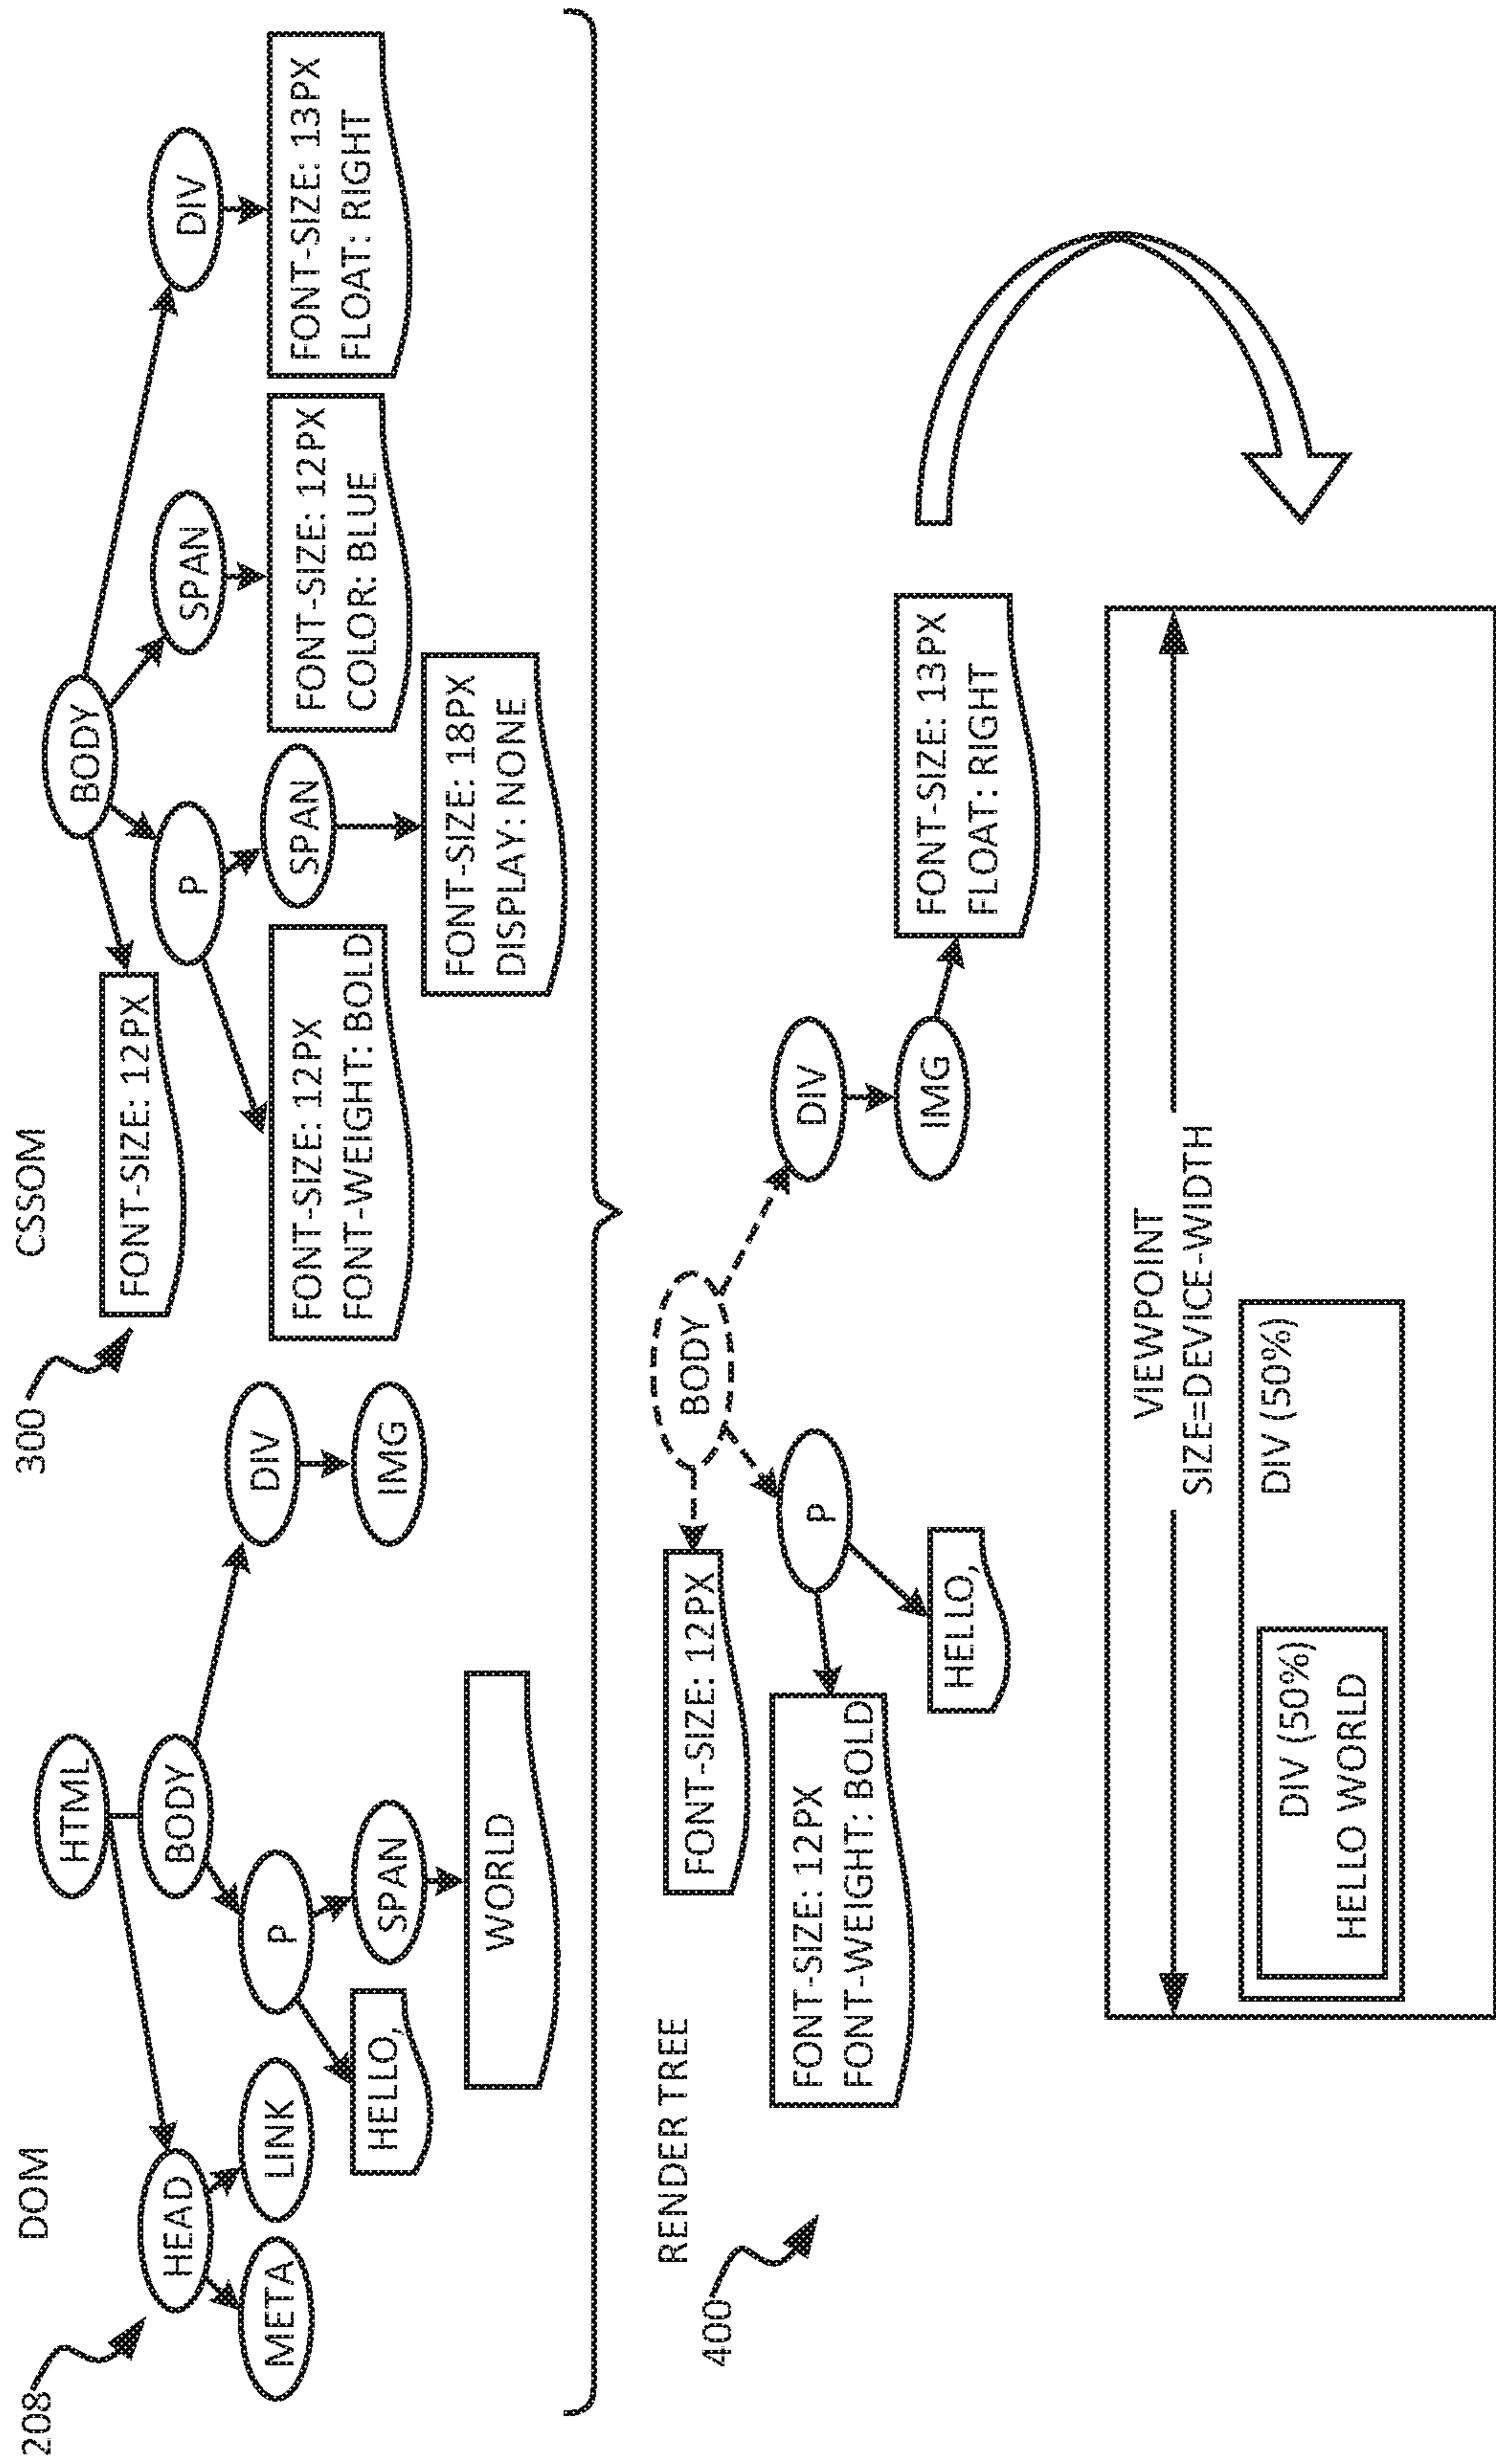 DOM
208
HTML
HEAD
BODY
META
LINK
P
DIV
HELLO,
SPAN
IMG
WORLD
CSSOM
300
BODY
FONT-SIZE: 12PX
P
SPAN
DIV
FONT-SIZE: 12PX
FONT-WEIGHT: BOLD
SPAN
FONT-SIZE: 12PX
COLOR: BLUE
FONT-SIZE: 13PX
FLOAT: RIGHT
FONT-SIZE: 18PX
DISPLAY: NONE
RENDER TREE
400
BODY
FONT-SIZE: 12PX
P
DIV
FONT-SIZE: 12PX
FONT-WEIGHT: BOLD
HELLO,
IMG
FONT-SIZE: 13PX
FLOAT: RIGHT
VIEWPOINT
SIZE=DEVICE-WIDTH
DIV (50%)
DIV (50%)
HELLO WORLD